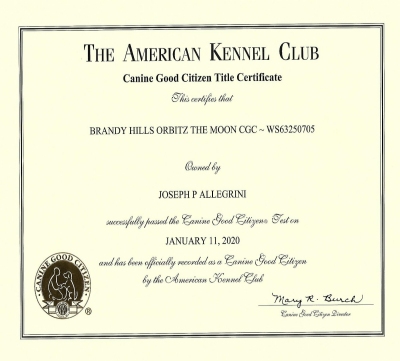 THE AMERICAN KENNEL CLUB
Canine Good Citizen Title Certificate
This certifies that
BRANDY HILLS ORBITZ THE MOON CGC ~ WS63250705
Owned by
JOSEPH P ALLEGRINI
successfully passed the Canine Good Citizen® Test on
JANUARY 11, 2020
and has been officially recorded as a Canine Good Citizen
by the American Kennel Club
CANINE GOOD CITIZEN
®
Mary R. Burch
Canine Good Citizen Director